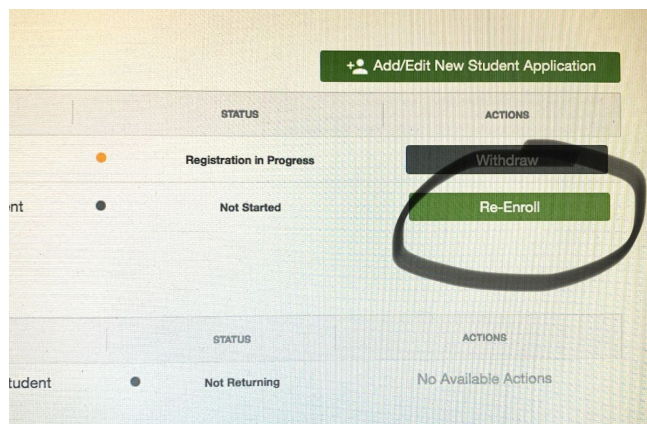 Add/Edit New Student Application
STATUS ACTIONS
Registration in Progress Withdraw
nt Not Started Re-Enroll
STATUS ACTIONS
tudent Not Returning No Available Actions